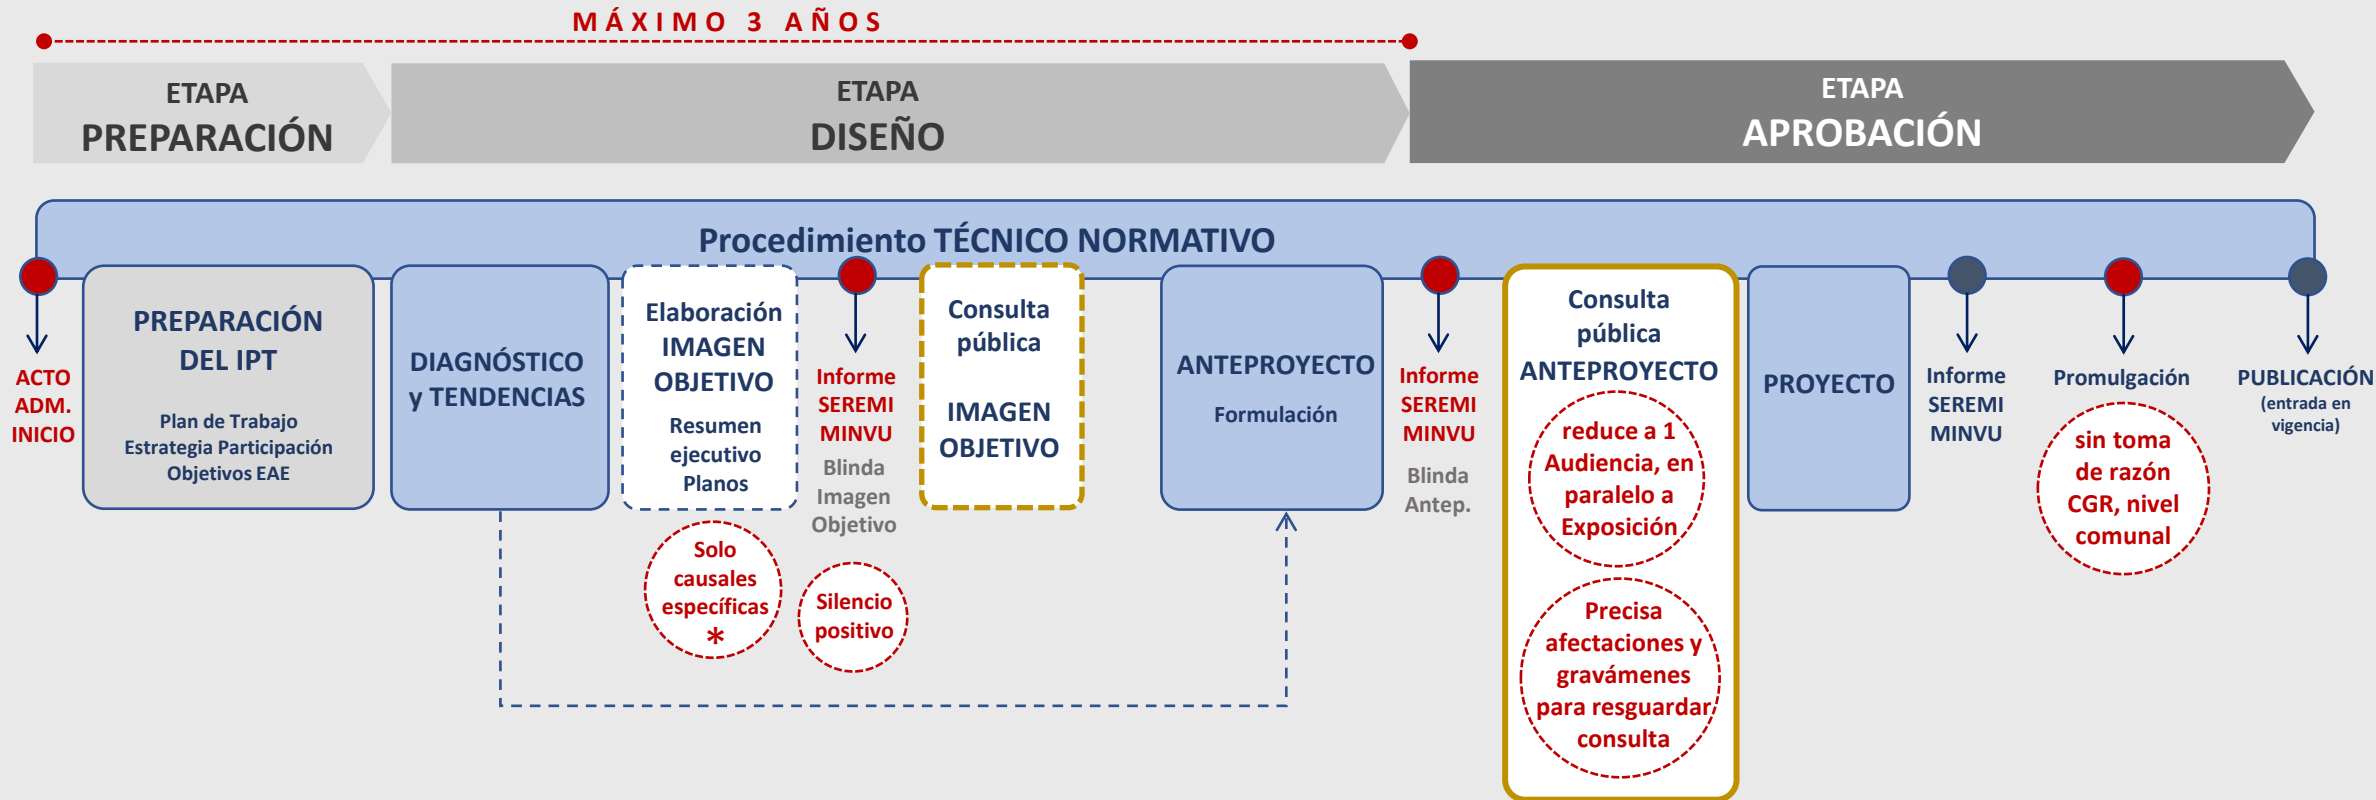 MÁXIMO 3 AÑOS
ETAPA
PREPARACIÓN
ETAPA
DISEÑO
ETAPA
APROBACIÓN
Procedimiento TÉCNICO NORMATIVO
ACTO
ADM.
INICIO
PREPARACIÓN
DEL IPT
Plan de Trabajo
Estrategia Participación
Objetivos EAE
DIAGNÓSTICO
y TENDENCIAS
Elaboración
IMAGEN
OBJETIVO
Resumen
ejecutivo
Planos
Solo
causales
específicas
*
Informe
SEREMI
MINVU
Blinda
Imagen
Objetivo
Silencio
positivo
Consulta
pública
IMAGEN
OBJETIVO
ANTEPROYECTO
Formulación
Informe
SEREMI
MINVU
Blinda
Antep.
Consulta
pública
ANTEPROYECTO
reduce a 1
Audiencia, en
paralelo a
Exposición
Precisa
afectaciones y
gravámenes
para resguardar
consulta
PROYECTO
Informe
SEREMI
MINVU
Promulgación
sin toma
de razón
CGR, nivel
comunal
PUBLICACIÓN
(entrada en
vigencia)